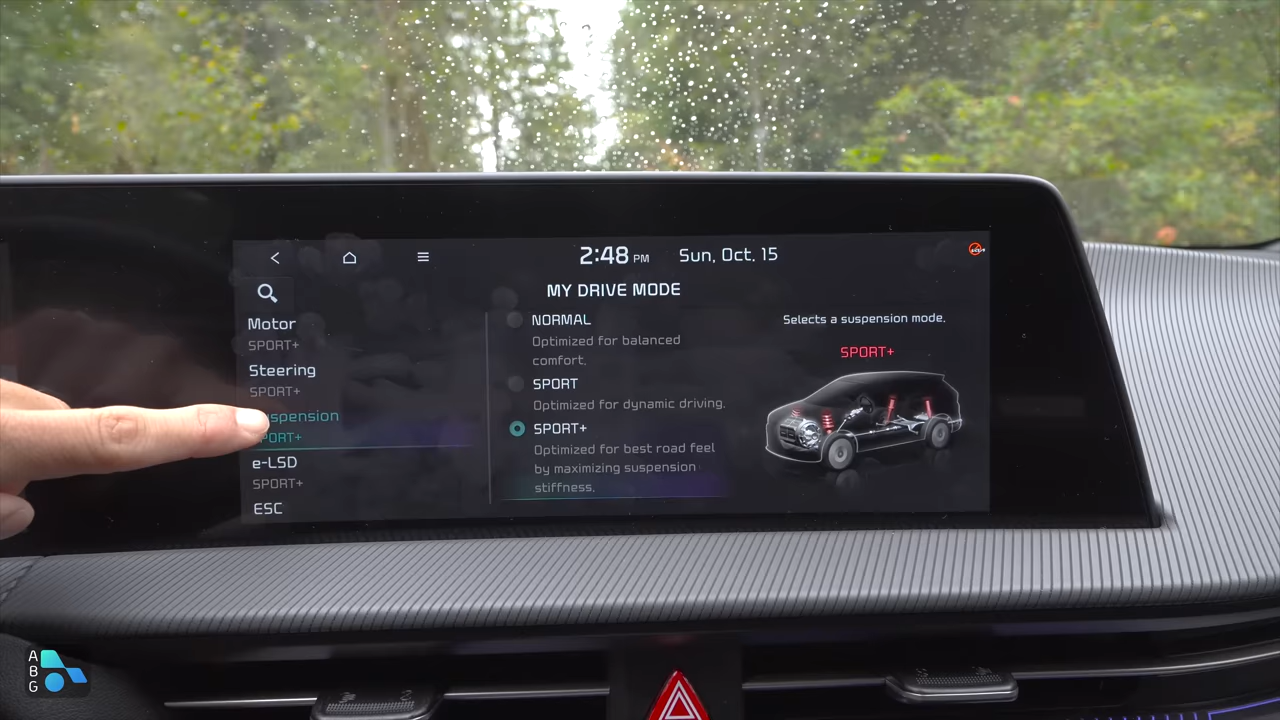 2:48 PM Sun, Oct. 15
MY DRIVE MODE
Motor
SPORT+
Steering
SPORT+
spension
PORT+
e-LSD
SPORT+
ESC
NORMAL
Optimized for balanced
comfort.
SPORT
Optimized for dynamic driving.
SPORT+
Optimized for best road feel
by maximizing suspension
stiffness.
Selects a suspension mode.
SPORT+
A
B
G